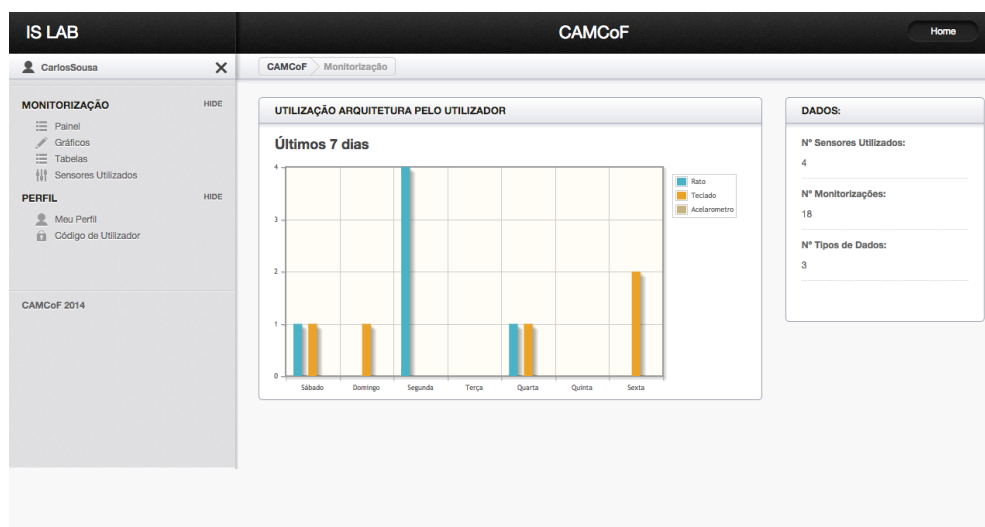 IS LAB
CAMCoF
Home
CarlosSousa
CAMCoF
Monitorização
MONITORIZAÇÃO
HIDE
Painel
Gráficos
Tabelas
Sensores Utilizados
PERFIL
HIDE
Meu Perfil
Código de Utilizador
CAMCoF 2014
UTILIZAÇÃO ARQUITETURA PELO UTILIZADOR
Últimos 7 dias
4
3
2
1
0
Sábado
Domingo
Segunda
Terça
Quarta
Quinta
Sexta
Rato
Teclado
Acelarometro
DADOS:
Nº Sensores Utilizados:
4
Nº Monitorizações:
18
Nº Tipos de Dados:
3